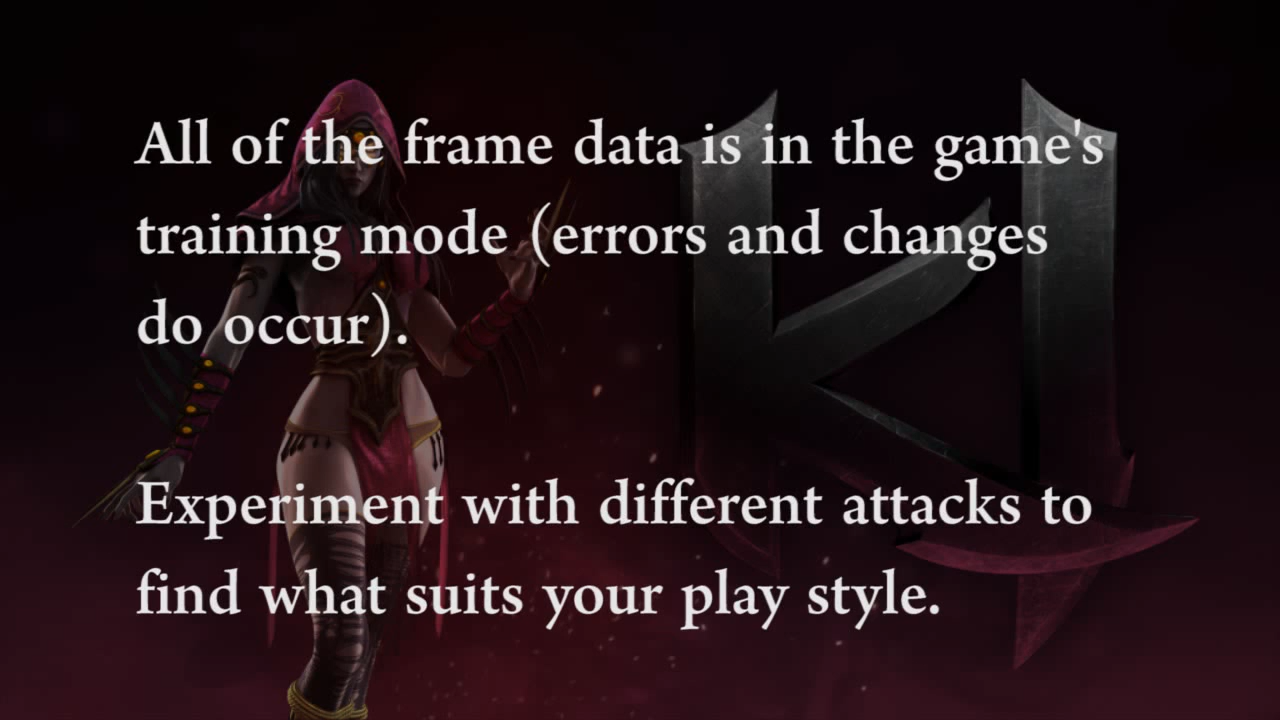 All of the frame data is in the game's
training mode (errors and changes
do occur).
Experiment with different attacks to
find what suits your play style.
KI